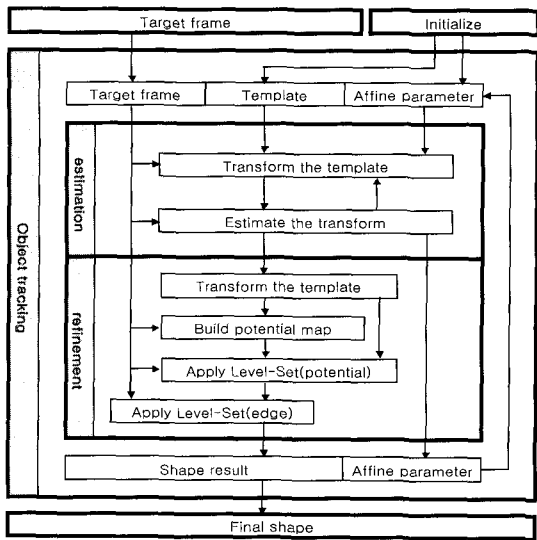 Target frame
Initialize
Target frame
Template
Affine parameter
Object tracking
estimation
Transform the template
Estimate the transform
refinement
Transform the template
Build potential map
Apply Level-Set(potential)
Apply Level-Set(edge)
Shape result
Affine parameter
Final shape